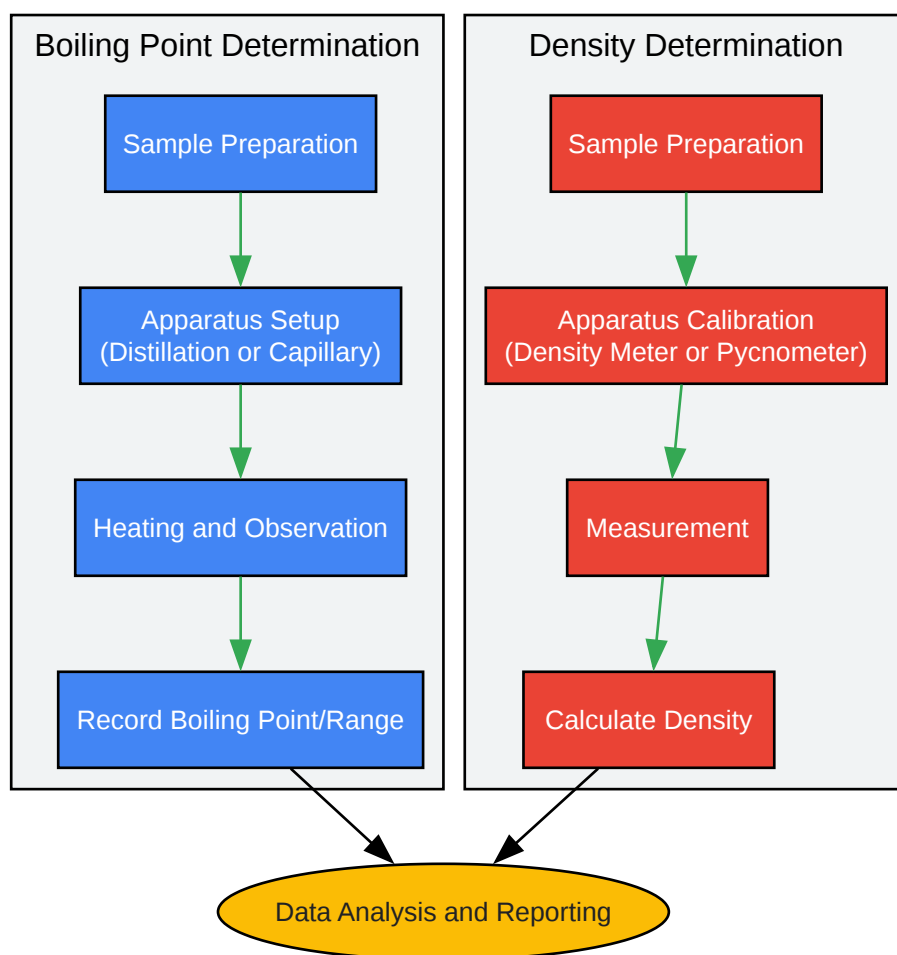 Boiling Point Determination
Sample Preparation
Apparatus Setup
(Distillation or Capillary)
Heating and Observation
Record Boiling Point/Range
Density Determination
Sample Preparation
Apparatus Calibration
(Density Meter or Pycnometer)
Measurement
Calculate Density
Data Analysis and Reporting